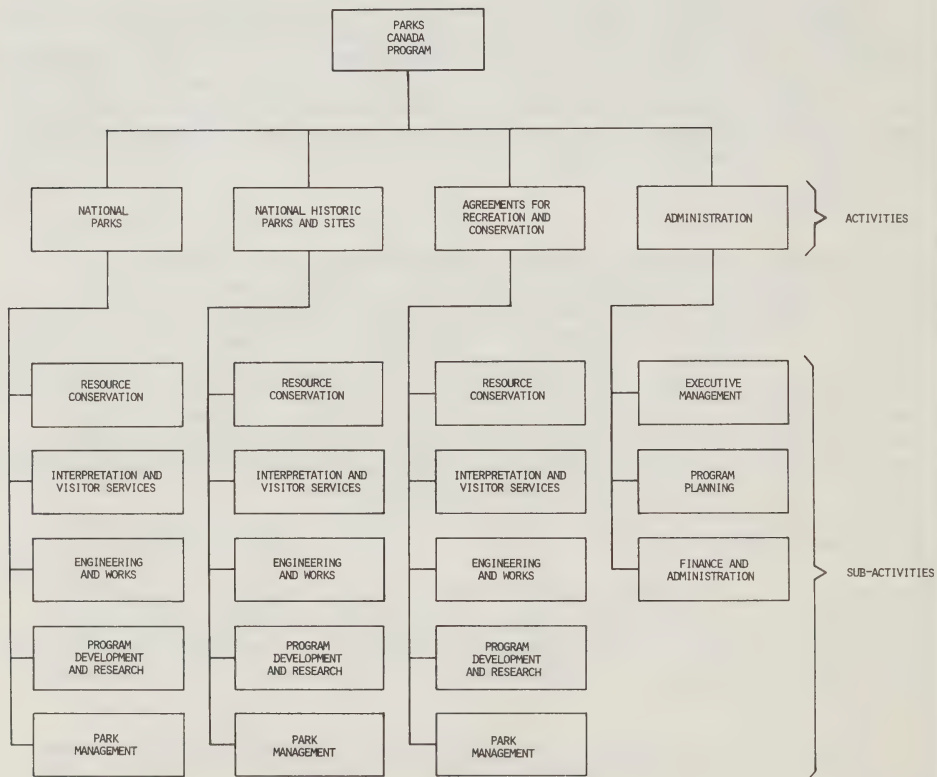 PARKS
CANADA
PROGRAM
NATIONAL
PARKS
NATIONAL HISTORIC
PARKS AND SITES
AGREEMENTS FOR
RECREATION AND
CONSERVATION
ADMINISTRATION
ACTIVITIES
RESOURCE
CONSERVATION
RESOURCE
CONSERVATION
RESOURCE
CONSERVATION
EXECUTIVE
MANAGEMENT
INTERPRETATION AND
VISITOR SERVICES
INTERPRETATION AND
VISITOR SERVICES
INTERPRETATION AND
VISITOR SERVICES
PROGRAM
PLANNING
ENGINEERING
AND WORKS
ENGINEERING
AND WORKS
ENGINEERING
AND WORKS
FINANCE AND
ADMINISTRATION
SUB-ACTIVITIES
PROGRAM
DEVELOPMENT
AND RESEARCH
PROGRAM
DEVELOPMENT
AND RESEARCH
PROGRAM
DEVELOPMENT
AND RESEARCH
PARK
MANAGEMENT
PARK
MANAGEMENT
PARK
MANAGEMENT